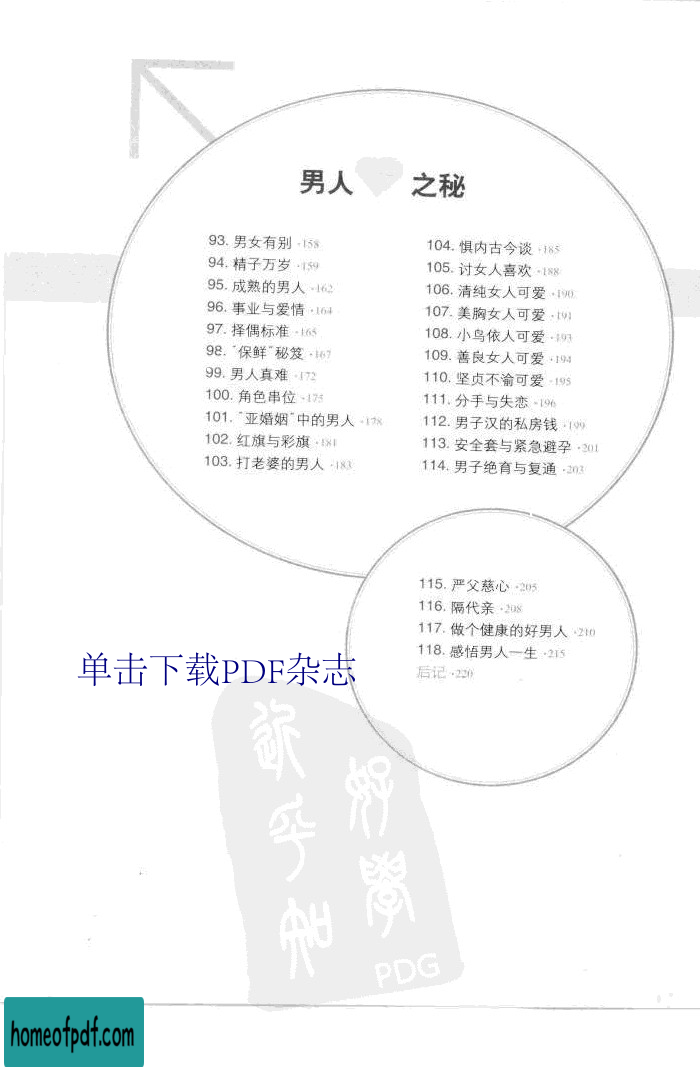 男人 之秘
93. 男女有别 ·158
94. 精子万岁 ·159
95. 成熟的男人 ·162
96. 事业与爱情 ·164
97. 择偶标准 ·165
98. “保鲜”秘笈 ·167
99. 男人真难 ·172
100. 角色串位 ·175
101. “亚婚姻”中的男人 ·178
102. 红旗与彩旗 ·181
103. 打老婆的男人 ·183
104. 惧内古今谈 ·185
105. 讨女人喜欢 ·188
106. 清纯女人可爱 ·190
107. 美胸女人可爱 ·191
108. 小鸟依人可爱 ·193
109. 善良女人可爱 ·194
110. 坚贞不渝可爱 ·195
111. 分手与失恋 ·196
112. 男子汉的私房钱 ·199
113. 安全套与紧急避孕 ·201
114. 男子绝育与复通 ·203
115. 严父慈心 ·205
116. 隔代亲 ·208
117. 做个健康的好男人 ·210
118. 感悟男人一生 ·215
后记 ·220
单击下载PDF杂志
好學
近乎知
PDG
homeofpdf.com